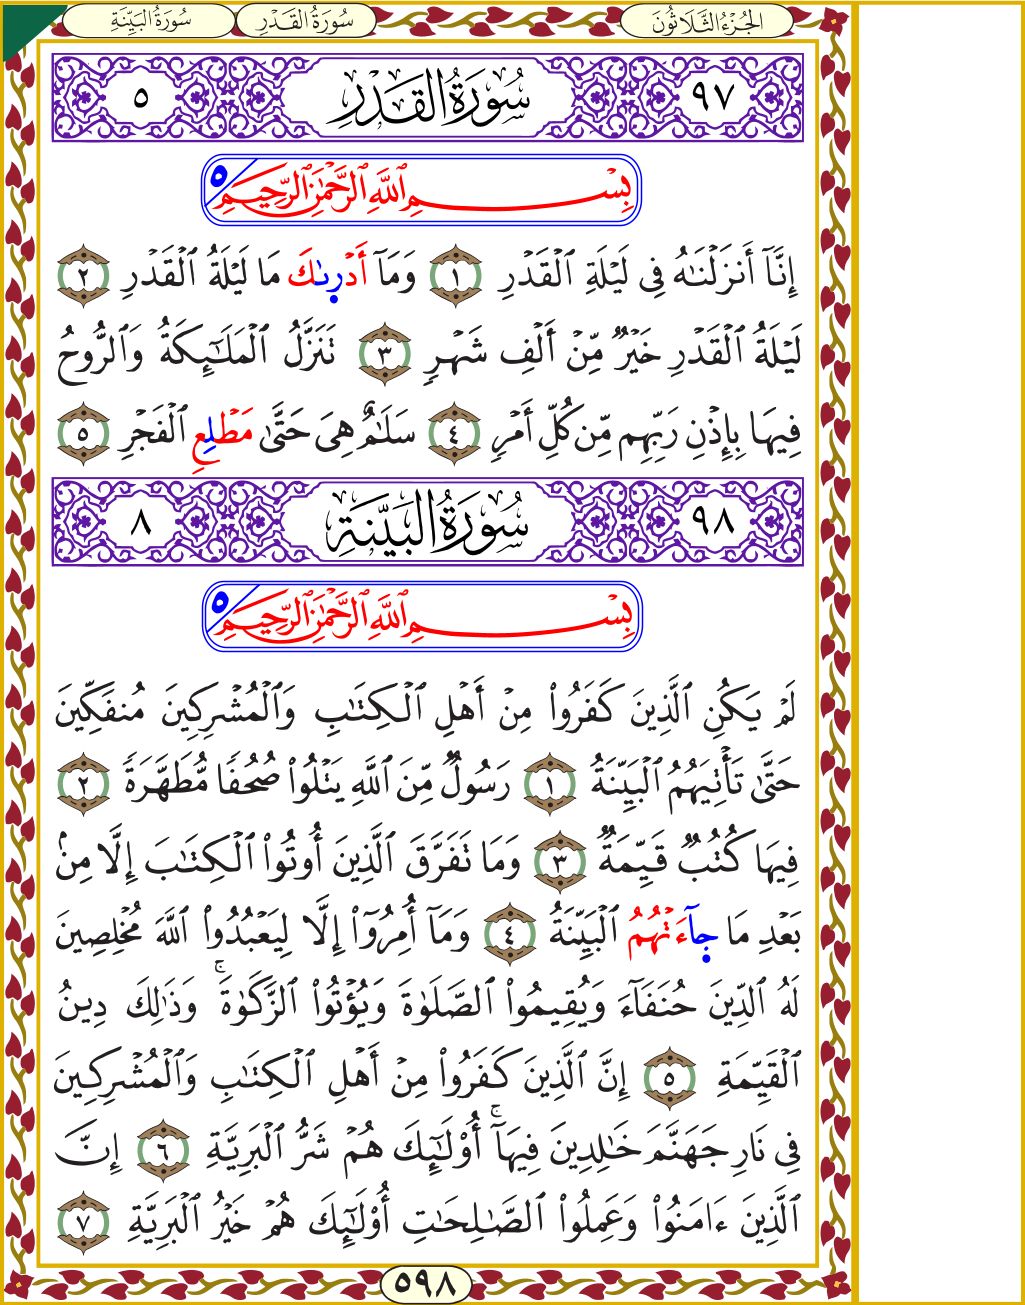 الجُزْءُ الثَّلَاثُونَ سُورَةُ القَدْرِ سُورَةُ البَيِّنَةِ
٩٧ سُورَةُ القَدْرِ ٥
بِسْمِ ٱللَّهِ ٱلرَّحْمَٰنِ ٱلرَّحِيمِ ٥
إِنَّآ أَنزَلْنَٰهُ فِى لَيْلَةِ ٱلْقَدْرِ ١ وَمَآ أَدْرىٰكَ مَا لَيْلَةُ ٱلْقَدْرِ ٢
لَيْلَةُ ٱلْقَدْرِ خَيْرٌ مِّنْ أَلْفِ شَهْرٍ ٣ تَنَزَّلُ ٱلْمَلَٰٓئِكَةُ وَٱلرُّوحُ
فِيهَا بِإِذْنِ رَبِّهِم مِّن كُلِّ أَمْرٍ ٤ سَلَٰمٌ هِىَ حَتَّىٰ مَطْلِعِ ٱلْفَجْرِ ٥
٩٨ سُورَةُ البَيِّنَةِ ٨
بِسْمِ ٱللَّهِ ٱلرَّحْمَٰنِ ٱلرَّحِيمِ ٥
لَمْ يَكُنِ ٱلَّذِينَ كَفَرُوا۟ مِنْ أَهْلِ ٱلْكِتَٰبِ وَٱلْمُشْرِكِينَ مُنفَكِّينَ
حَتَّىٰ تَأْتِيَهُمُ ٱلْبَيِّنَةُ ١ رَسُولٌ مِّنَ ٱللَّهِ يَتْلُوا۟ صُحُفًا مُّطَهَّرَةً ٢
فِيهَا كُتُبٌ قَيِّمَةٌ ٣ وَمَا تَفَرَّقَ ٱلَّذِينَ أُوتُوا۟ ٱلْكِتَٰبَ إِلَّا مِنۢ
بَعْدِ مَا جَآءَتْهُمُ ٱلْبَيِّنَةُ ٤ وَمَآ أُمِرُوٓا۟ إِلَّا لِيَعْبُدُوا۟ ٱللَّهَ مُخْلِصِينَ
لَهُ ٱلدِّينَ حُنَفَآءَ وَيُقِيمُوا۟ ٱلصَّلَوٰةَ وَيُؤْتُوا۟ ٱلزَّكَوٰةَۚ وَذَٰلِكَ دِينُ
ٱلْقَيِّمَةِ ٥ إِنَّ ٱلَّذِينَ كَفَرُوا۟ مِنْ أَهْلِ ٱلْكِتَٰبِ وَٱلْمُشْرِكِينَ
فِى نَارِ جَهَنَّمَ خَٰلِدِينَ فِيهَآۚ أُو۟لَٰٓئِكَ هُمْ شَرُّ ٱلْبَرِيَّةِ ٦ إِنَّ
ٱلَّذِينَ ءَامَنُوا۟ وَعَمِلُوا۟ ٱلصَّٰلِحَٰتِ أُو۟لَٰٓئِكَ هُمْ خَيْرُ ٱلْبَرِيَّةِ ٧
٥٩٨